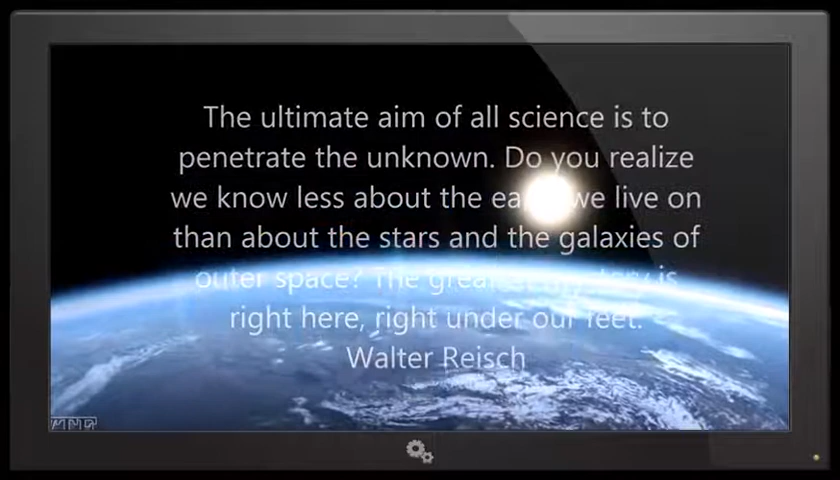 The ultimate aim of all science is to
penetrate the unknown. Do you realize
we know less about the earth we live on
than about the stars and the galaxies of
outer space? The greatest mystery is
right here, right under our feet.
Walter Reisch